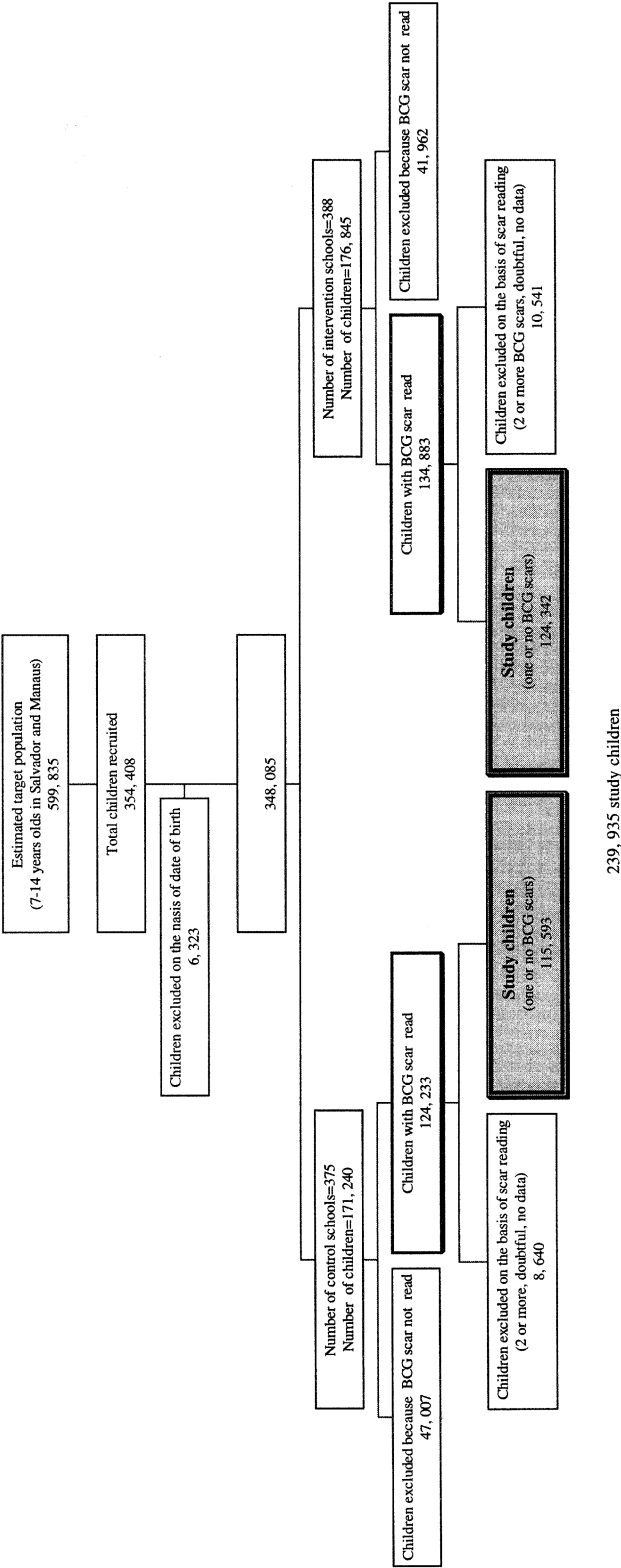 Estimated target population
(7-14 years olds in Salvador and Manaus)
599, 835
Total children recruited
354, 408
Children excluded on the nasis of date of birth
6, 323
348, 085
Number of control schools=375
Number of children=171, 240
Number of intervention schools=388
Number of children=176, 845
Children excluded because BCG scar not read
47, 007
Children with BCG scar read
124, 233
Children with BCG scar read
134, 883
Children excluded because BCG scar not read
41, 962
Children excluded on the basis of scar reading
(2 or more, doubtful, no data)
8, 640
Study children
(one or no BCG scars)
115, 593
Study children
(one or no BCG scars)
124, 342
Children excluded on the basis of scar reading
(2 or more BCG scars, doubtful, no data)
10, 541
239, 935 study children